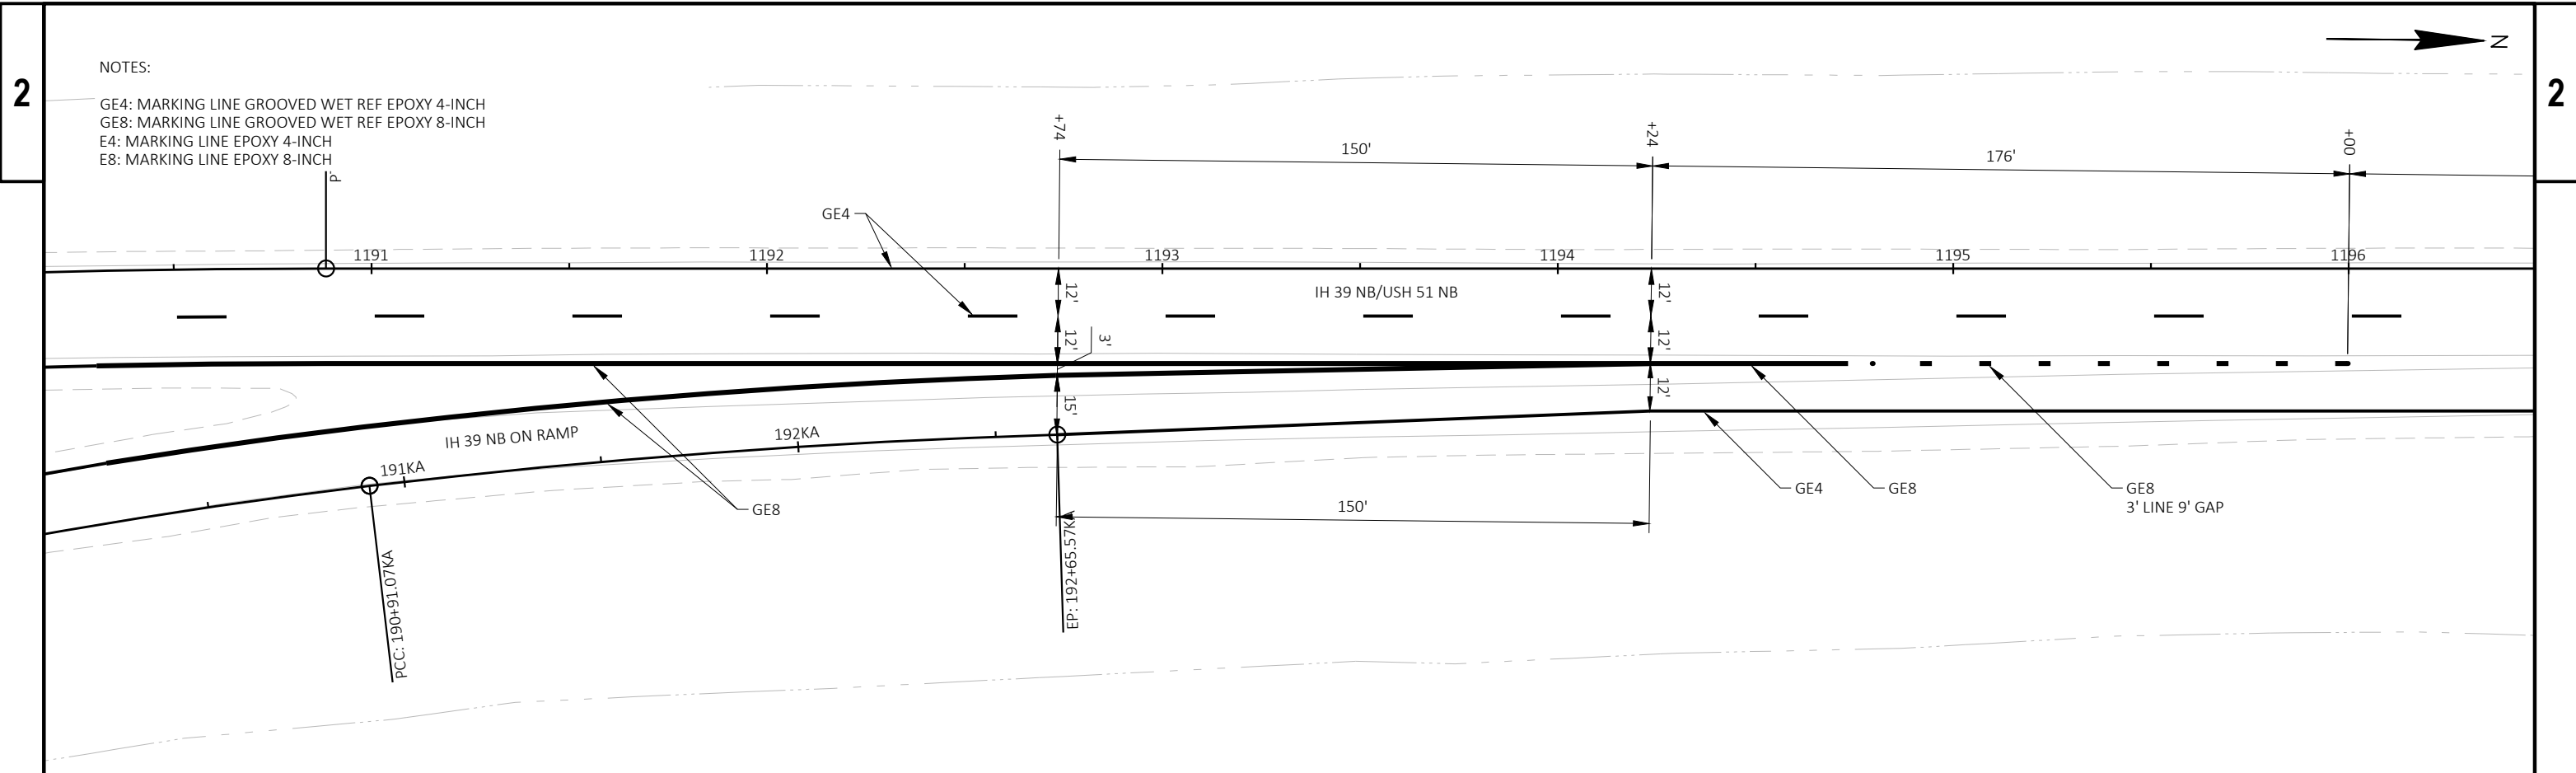 2
2
N
NOTES:
GE4: MARKING LINE GROOVED WET REF EPOXY 4-INCH
GE8: MARKING LINE GROOVED WET REF EPOXY 8-INCH
E4: MARKING LINE EPOXY 4-INCH
E8: MARKING LINE EPOXY 8-INCH
P
+74
+24
+00
150'
176'
GE4
1191
1192
1193
1194
1195
1196
12'
12'
IH 39 NB/USH 51 NB
12'
12'
3'
12'
15'
IH 39 NB ON RAMP
191KA
192KA
GE8
150'
GE4
GE8
GE8
3' LINE 9' GAP
PCC: 190+91.07KA
EP: 192+65.57KA